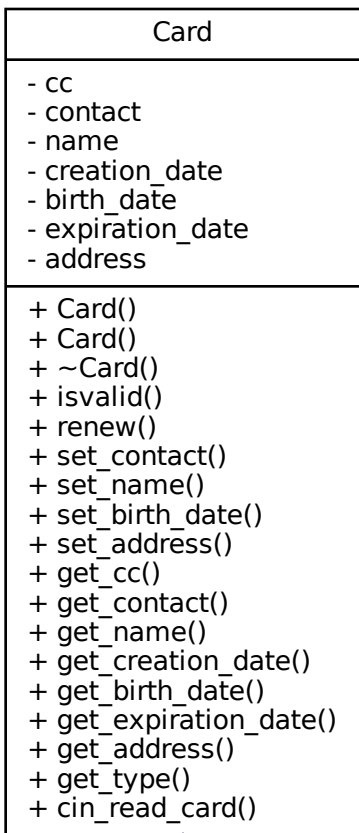 Card
- cc
- contact
- name
- creation_date
- birth_date
- expiration_date
- address
+ Card()
+ Card()
+ ~Card()
+ isvalid()
+ renew()
+ set_contact()
+ set_name()
+ set_birth_date()
+ set_address()
+ get_cc()
+ get_contact()
+ get_name()
+ get_creation_date()
+ get_birth_date()
+ get_expiration_date()
+ get_address()
+ get_type()
+ cin_read_card()